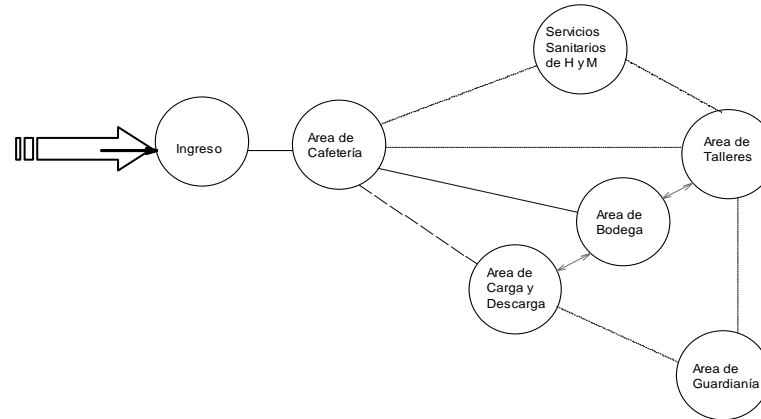 Servicios
Sanitarios
de H y M
Ingreso
Area de
Cafetería
Area de
Talleres
Area de
Bodega
Area de
Carga y
Descarga
Area de
Guardianía